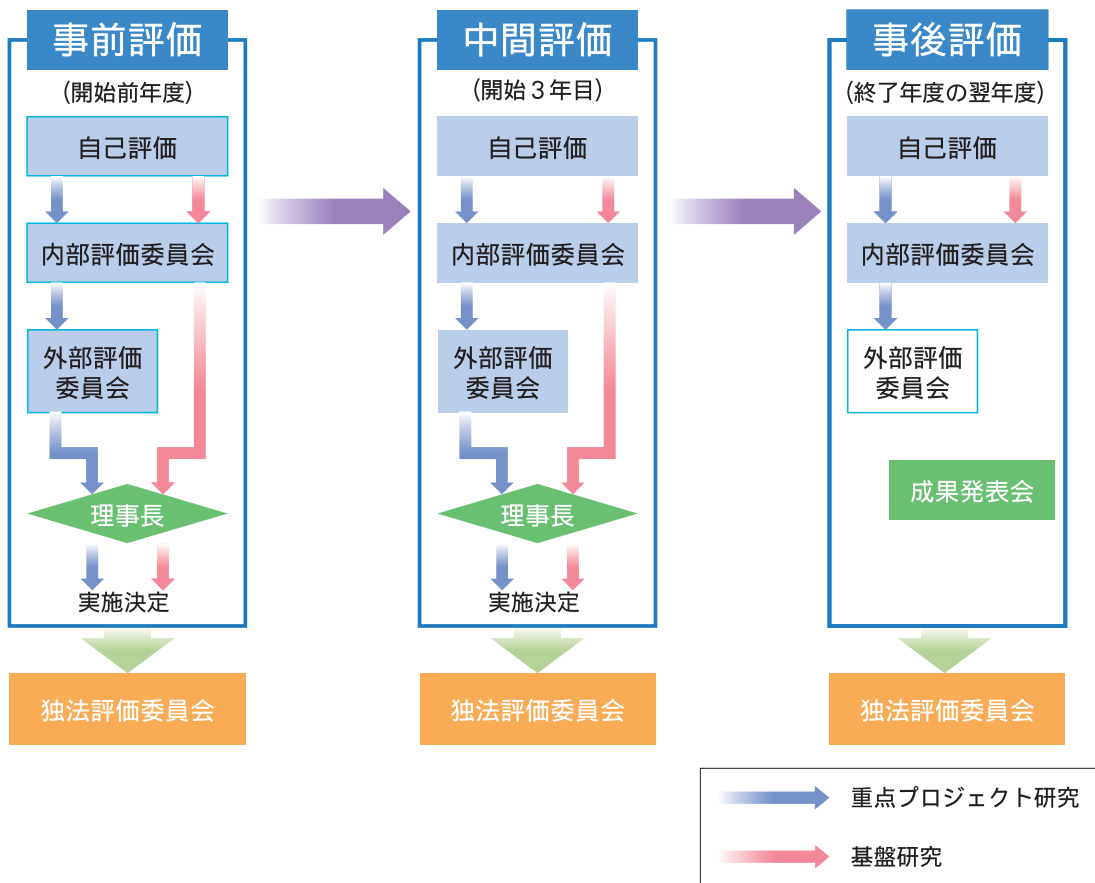 事前評価
(開始前年度)
自己評価
内部評価委員会
外部評価
委員会
理事長
実施決定
独法評価委員会
中間評価
(開始3年目)
自己評価
内部評価委員会
外部評価
委員会
理事長
実施決定
独法評価委員会
事後評価
(終了年度の翌年度)
自己評価
内部評価委員会
外部評価
委員会
成果発表会
独法評価委員会
重点プロジェクト研究
基盤研究